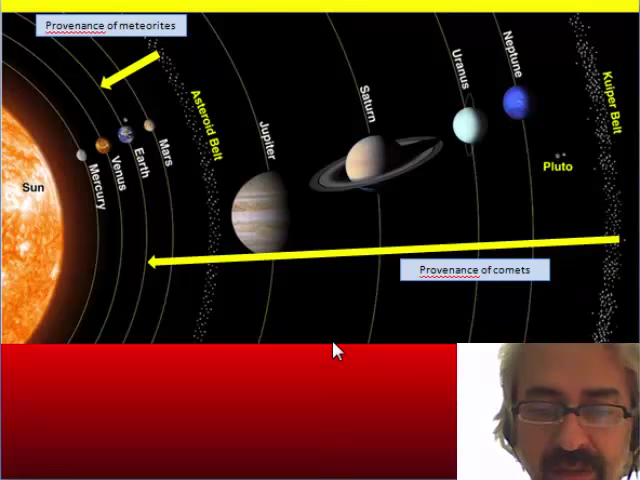 Provenance of meteorites
Sun
Mercury
Venus
Earth
Mars
Asteroid Belt
Jupiter
Saturn
Uranus
Neptune
Pluto
Kuiper Belt
Provenance of comets